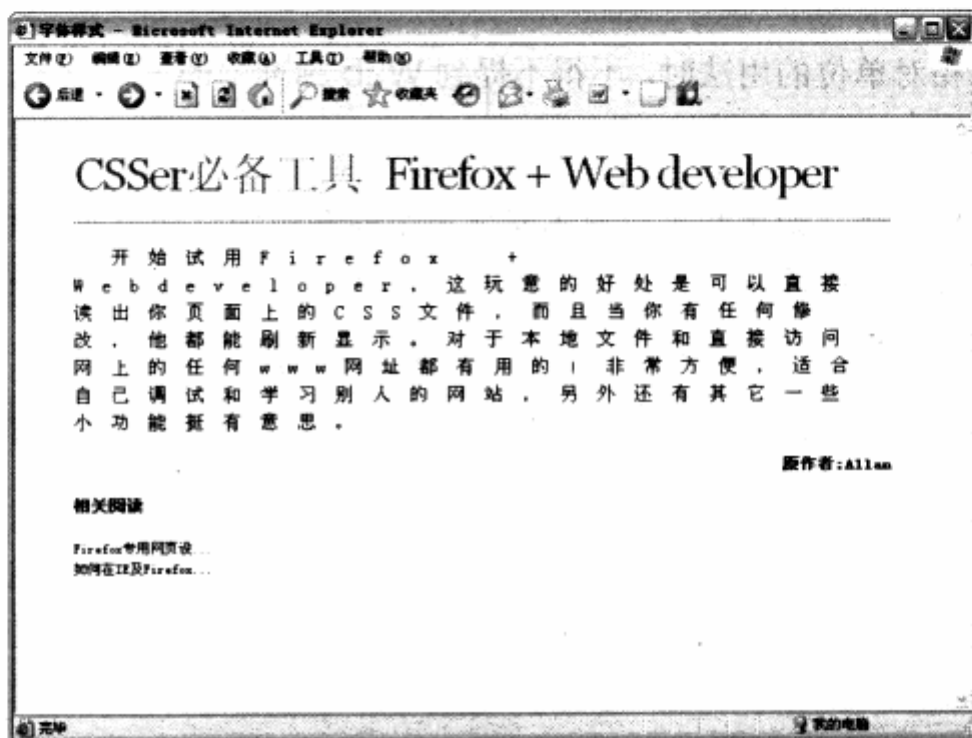 字体样式 - Microsoft Internet Explorer
文件(F) 编辑(E) 查看(V) 收藏(A) 工具(T) 帮助(H)
后退 搜索 收藏夹
CSSer必备工具 Firefox + Web developer
开始试用Firefox +
Webdeveloper，这玩意的好处是可以直接
读出你页面上的CSS文件，而且当你有任何修
改，他都能刷新显示。对于本地文件和直接访问
网上的任何www网址都有用的！非常方便，适合
自己调试和学习别人的网站，另外还有其它一些
小功能挺有意思。
原作者:Allan
相关阅读
Firefox专用网页设...
如何在IE及Firefox...
完毕 我的电脑